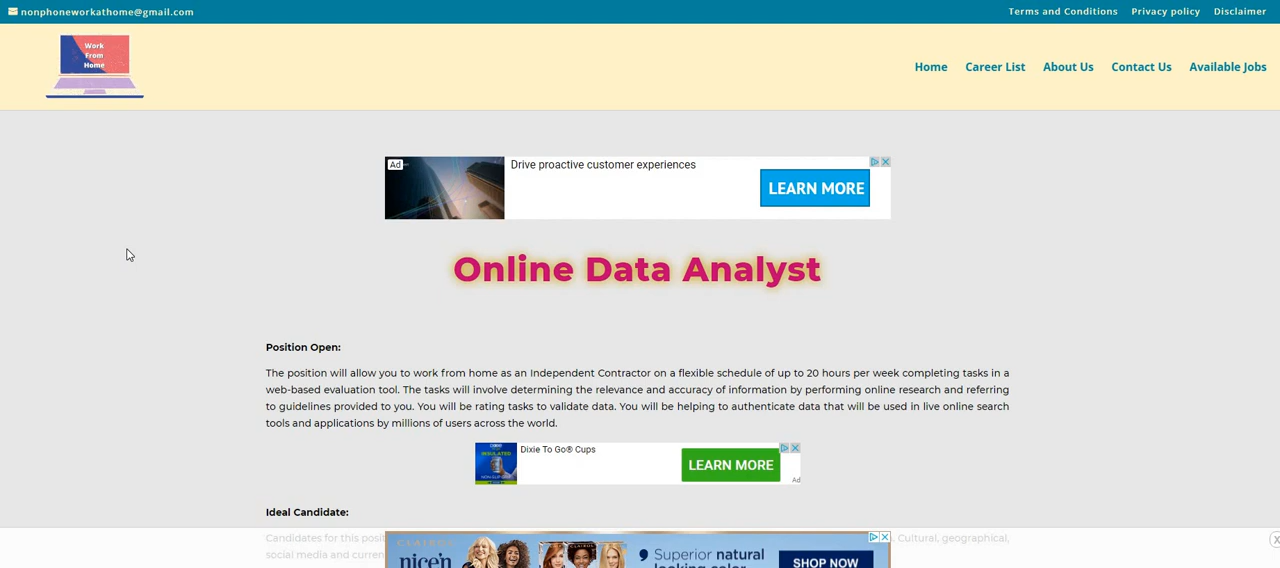 nonphoneworkathome@gmail.com
Terms and Conditions Privacy policy Disclaimer
Work
From
Home
Home Career List About Us Contact Us Available Jobs
Ad
Drive proactive customer experiences
LEARN MORE
Online Data Analyst
Position Open:
The position will allow you to work from home as an Independent Contractor on a flexible schedule of up to 20 hours per week completing tasks in a
web-based evaluation tool. The tasks will involve determining the relevance and accuracy of information by performing online research and referring
to guidelines provided to you. You will be rating tasks to validate data. You will be helping to authenticate data that will be used in live online search
tools and applications by millions of users across the world.
Dixie To Go® Cups
LEARN MORE
Ad
Ideal Candidate:
Candidates for this posit
. Cultural, geographical,
social media and curren
CLAIROL
nice'n
Superior natural
looking color
SHOP NOW
X